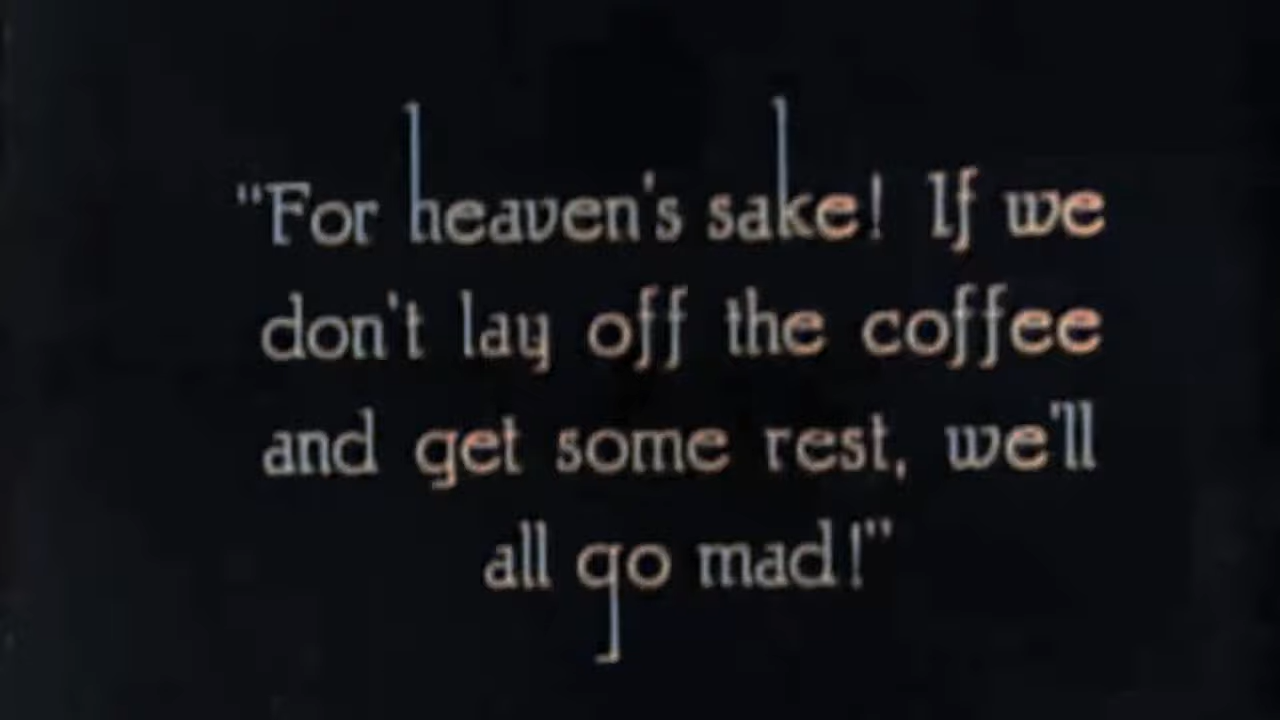 "For heaven's sake! If we
don't lay off the coffee
and get some rest, we'll
all go mad!"